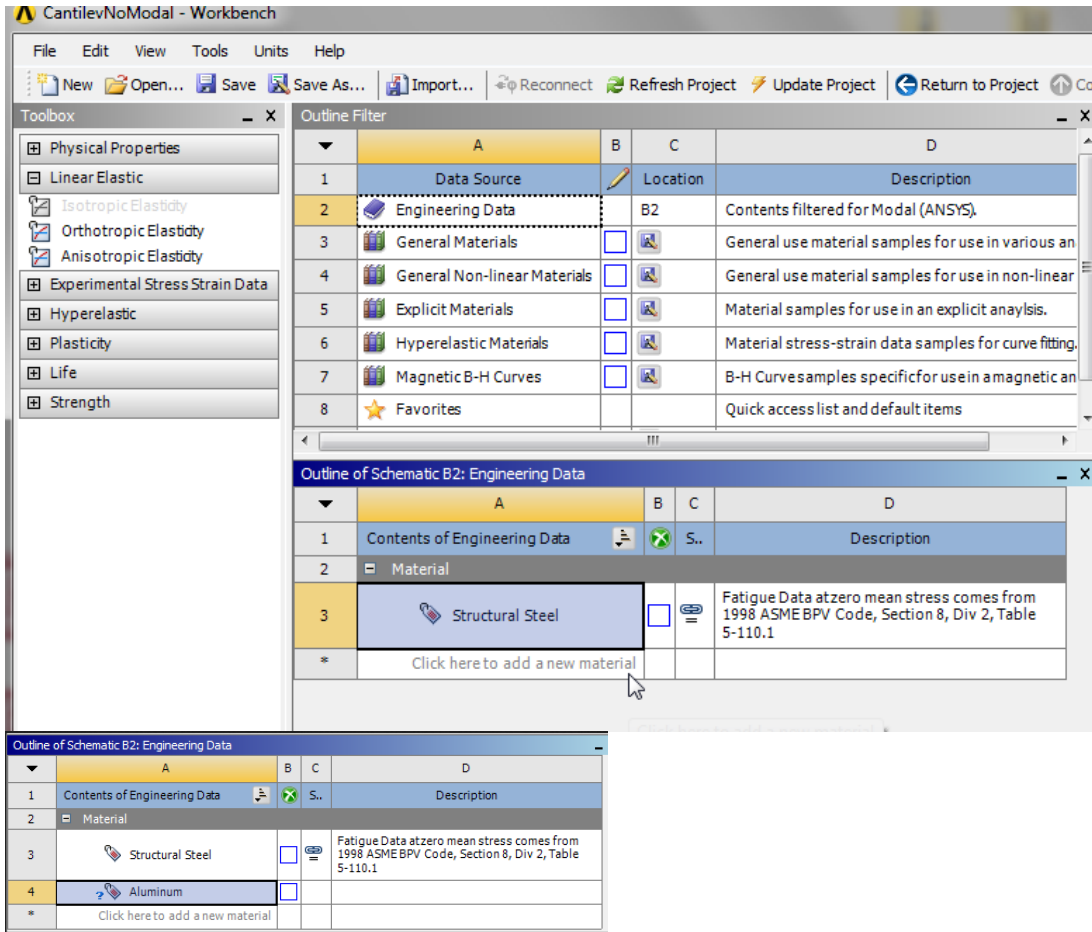 CantilevNoModal - Workbench
File Edit View Tools Units Help
New Open... Save Save As... Import... Reconnect Refresh Project Update Project Return to Project Co
Toolbox
Physical Properties
Linear Elastic
Isotropic Elasticity
Orthotropic Elasticity
Anisotropic Elasticity
Experimental Stress Strain Data
Hyperelastic
Plasticity
Life
Strength
Outline Filter
A B C D
1 Data Source Location Description
2 Engineering Data B2 Contents filtered for Modal (ANSYS).
3 General Materials General use material samples for use in various an
4 General Non-linear Materials General use material samples for use in non-linear
5 Explicit Materials Material samples for use in an explicit anaylsis.
6 Hyperelastic Materials Material stress-strain data samples for curve fitting.
7 Magnetic B-H Curves B-H Curve samples specific for use in a magnetic an
8 Favorites Quick access list and default items
Outline of Schematic B2: Engineering Data
A B C D
1 Contents of Engineering Data S.. Description
2 Material
3 Structural Steel Fatigue Data at zero mean stress comes from
1998 ASME BPV Code, Section 8, Div 2, Table
5-110.1
* Click here to add a new material
Click here to add a new material
Outline of Schematic B2: Engineering Data
A B C D
1 Contents of Engineering Data S.. Description
2 Material
3 Structural Steel Fatigue Data at zero mean stress comes from
1998 ASME BPV Code, Section 8, Div 2, Table
5-110.1
4 ? Aluminum
* Click here to add a new material